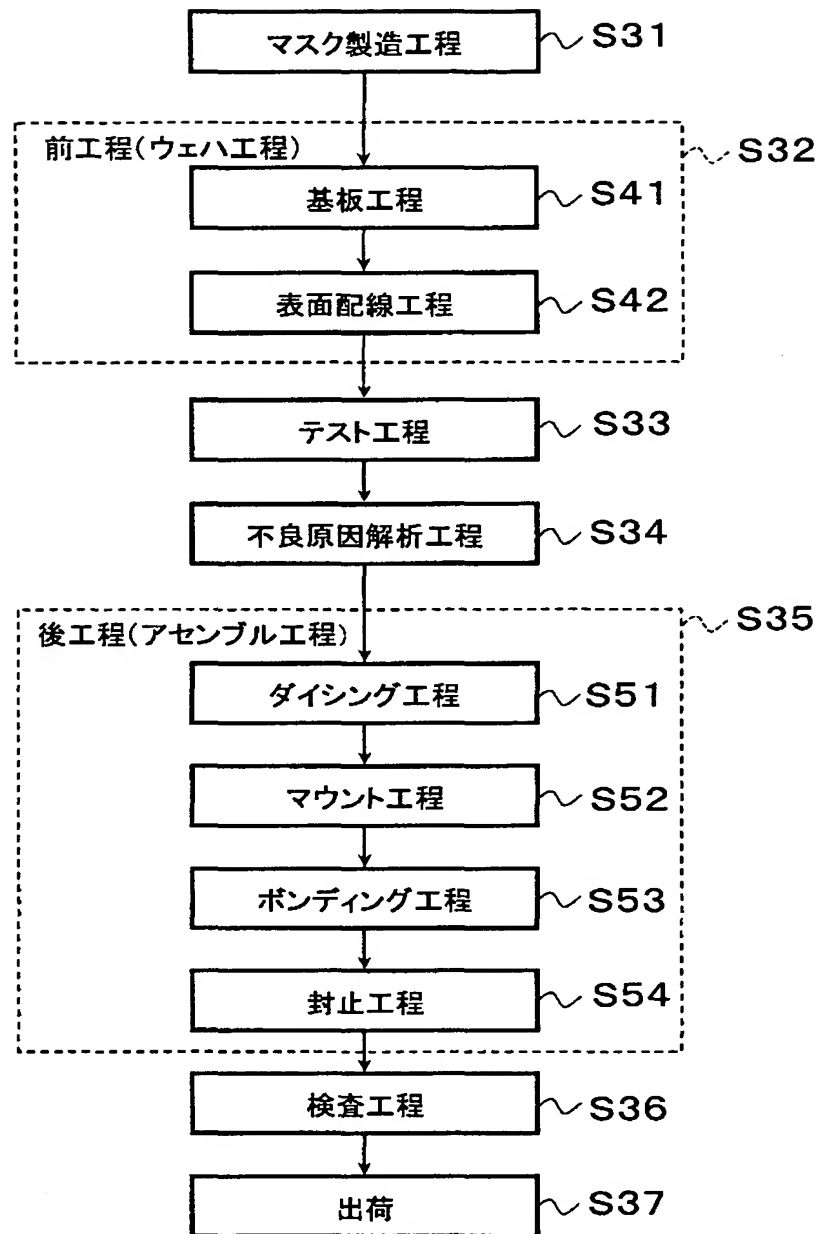 マスク製造工程 S31
前工程(ウェハ工程) S32
基板工程 S41
表面配線工程 S42
テスト工程 S33
不良原因解析工程 S34
後工程(アセンブル工程) S35
ダイシング工程 S51
マウント工程 S52
ボンディング工程 S53
封止工程 S54
検査工程 S36
出荷 S37